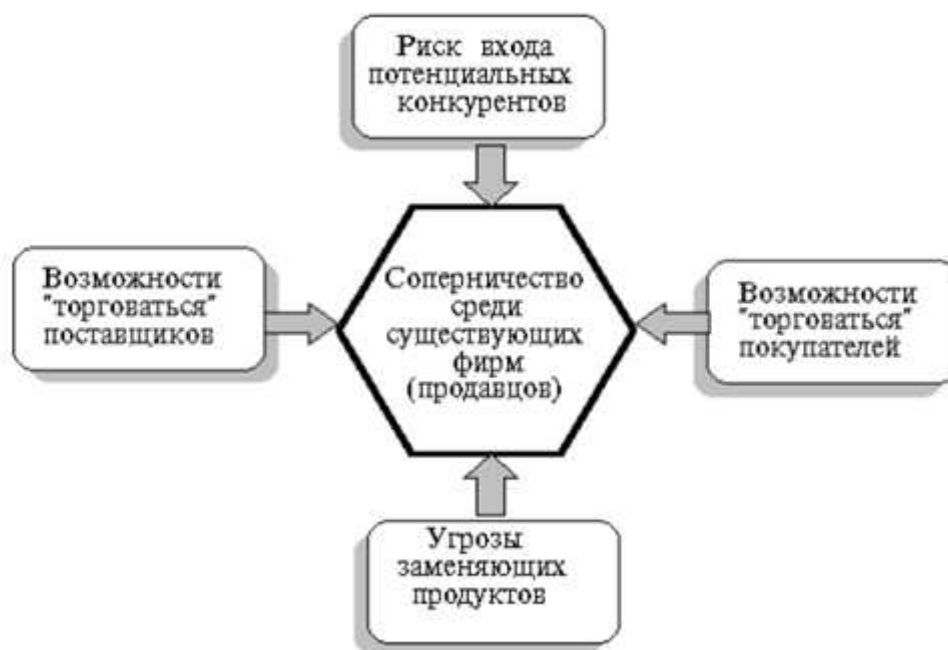 Риск входа
потенциальных
конкурентов
Возможности
"торговаться"
поставщиков
Соперничество
среди
существующих
фирм
(продавцов)
Возможности
"торговаться"
покупателей
Угрозы
заменяющих
продуктов